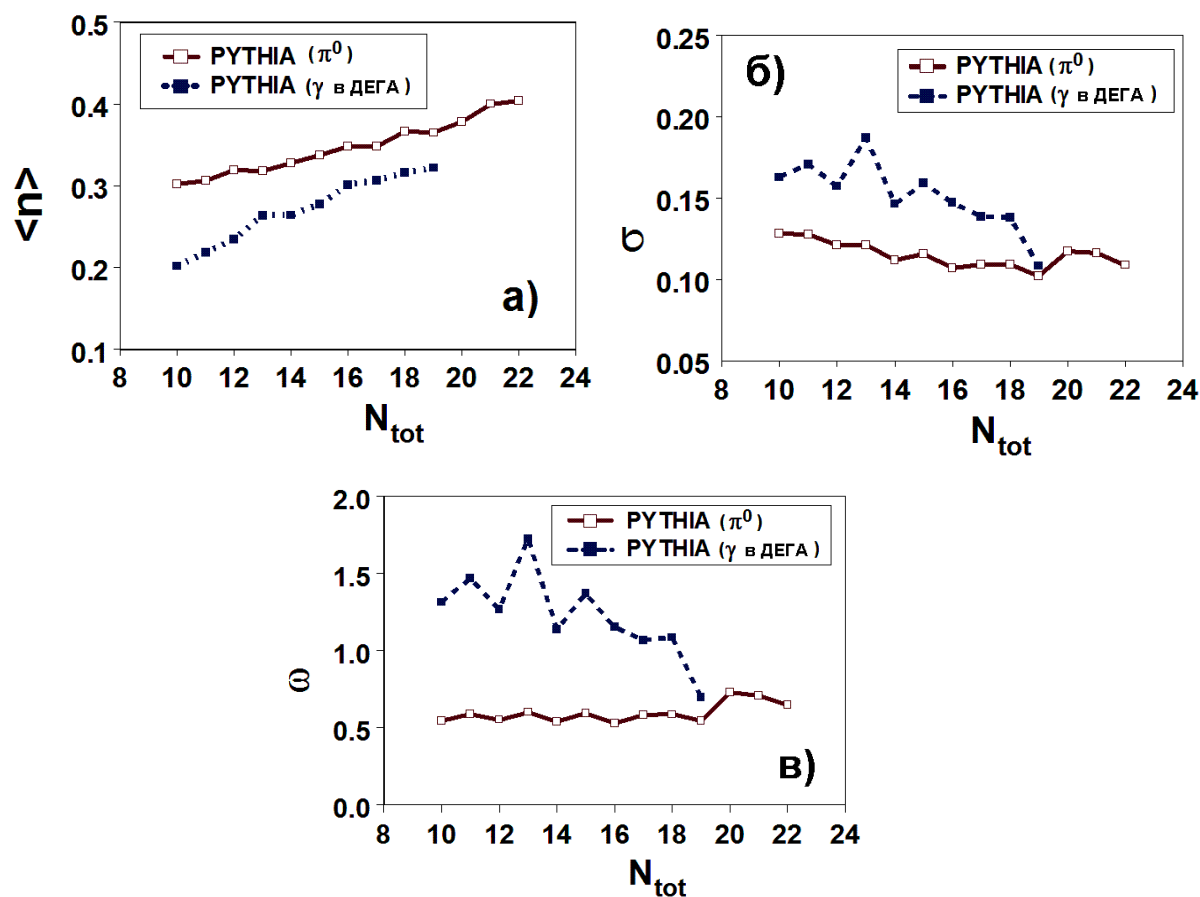 PYTHIA (π⁰)
PYTHIA (γ в ДЕГА)
<n>
0.5
0.4
0.3
0.2
0.1
а)
8 10 12 14 16 18 20 22 24
N_tot
PYTHIA (π⁰)
PYTHIA (γ в ДЕГА)
б)
σ
0.25
0.20
0.15
0.10
0.05
8 10 12 14 16 18 20 22 24
N_tot
PYTHIA (π⁰)
PYTHIA (γ в ДЕГА)
ω
2.0
1.5
1.0
0.5
0.0
в)
8 10 12 14 16 18 20 22 24
N_tot